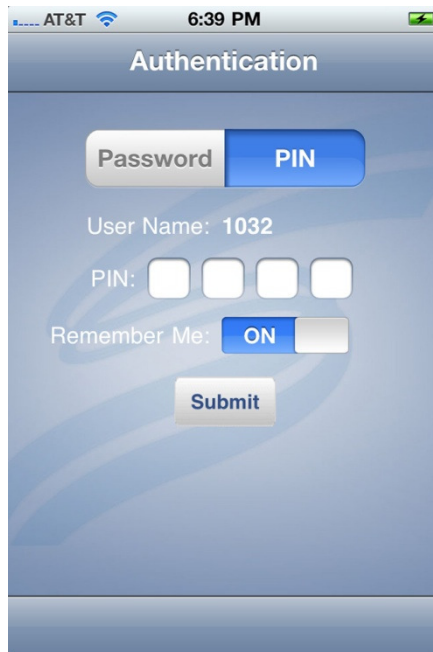 AT&T 6:39 PM
Authentication
Password PIN
User Name: 1032
PIN:
Remember Me: ON
Submit